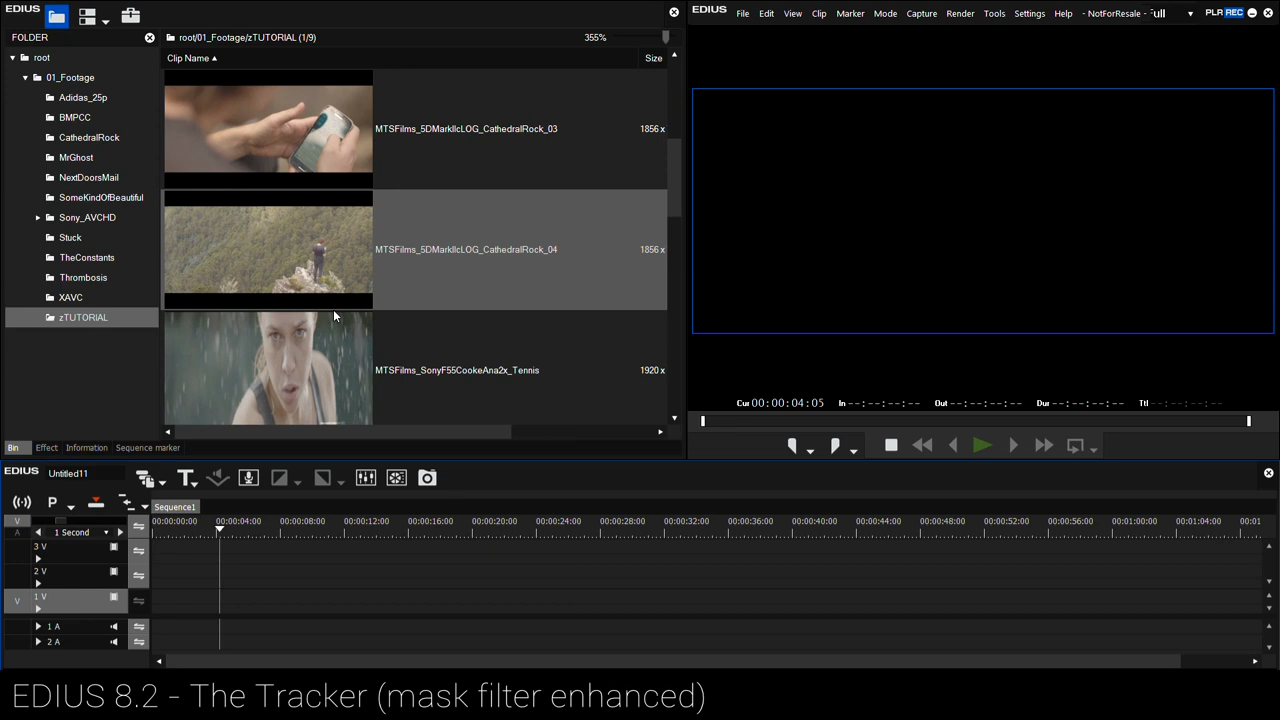 EDIUS
EDIUS File Edit View Clip Marker Mode Capture Render Tools Settings Help - NotForResale - Full PLR REC
FOLDER
root/01_Footage/zTUTORIAL (1/9) 355%
Clip Name Size
root
01_Footage
Adidas_25p
BMPCC
CathedralRock
MrGhost
NextDoorsMail
SomeKindOfBeautiful
Sony_AVCHD
Stuck
TheConstants
Thrombosis
XAVC
zTUTORIAL
MTSFilms_5DMarkIIcLOG_CathedralRock_03 1856 x
MTSFilms_5DMarkIIcLOG_CathedralRock_04 1856 x
MTSFilms_SonyF55CookeAna2x_Tennis 1920 x
Cur 00:00:04:05 In --:--:--:-- Out --:--:--:-- Dur --:--:--:-- Ttl --:--:--:--
Bin Effect Information Sequence marker
EDIUS Untitled11
T
P
Sequence1
V
A
1 Second
00:00:00:00 00:00:04:00 00:00:08:00 00:00:12:00 00:00:16:00 00:00:20:00 00:00:24:00 00:00:28:00 00:00:32:00 00:00:36:00 00:00:40:00 00:00:44:00 00:00:48:00 00:00:52:00 00:00:56:00 00:01:00:00 00:01:04:00 00:01
3 V
2 V
V 1 V
1 A
2 A
EDIUS 8.2 - The Tracker (mask filter enhanced)